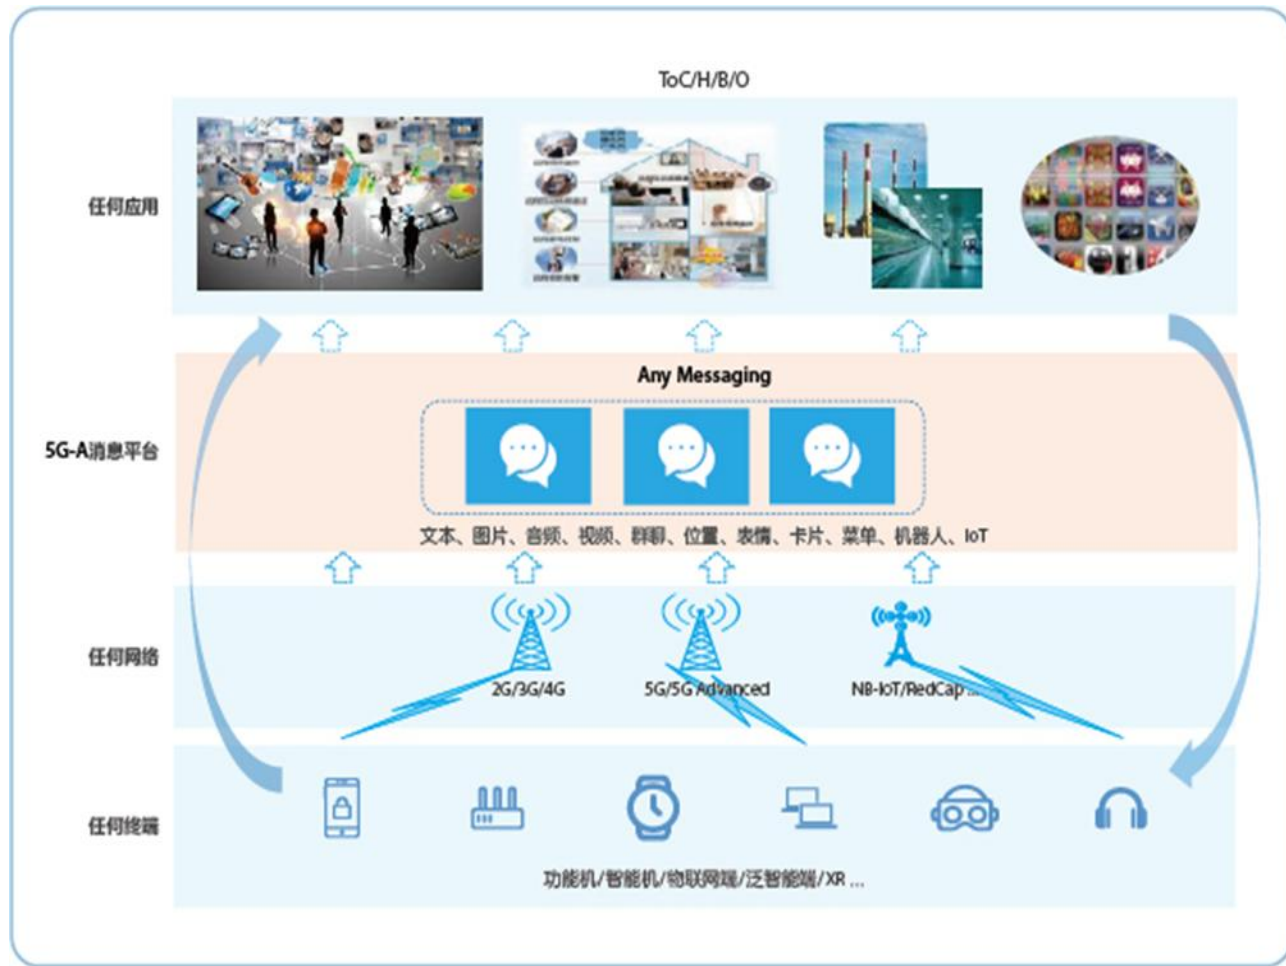 ToC/H/B/O
任何应用
Any Messaging
5G-A消息平台
文本、图片、音频、视频、群聊、位置、表情、卡片、菜单、机器人、IoT
任何网络
2G/3G/4G
5G/5G Advanced
NB-IoT/RedCap ...
任何终端
功能机/智能机/物联网端/泛智能端/XR ...